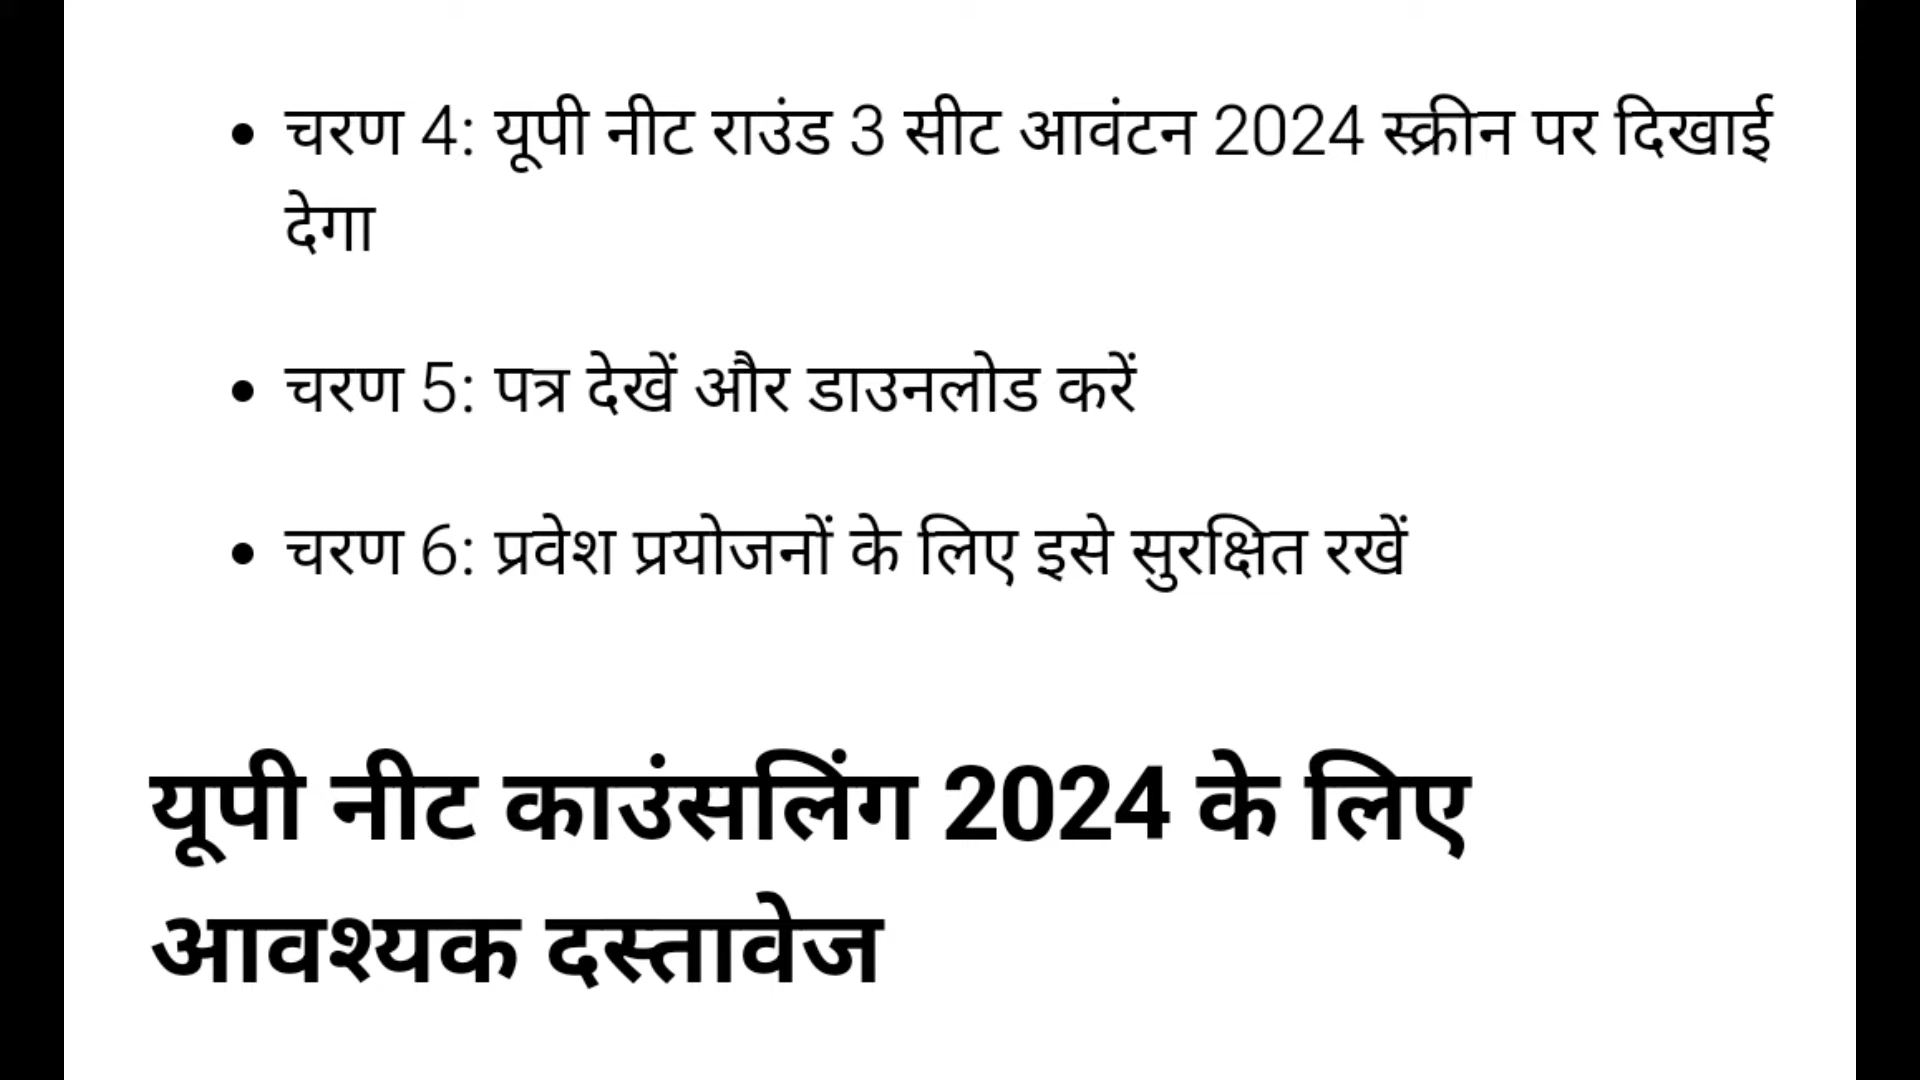 • चरण 4: यूपी नीट राउंड 3 सीट आवंटन 2024 स्क्रीन पर दिखाई
देगा
• चरण 5: पत्र देखें और डाउनलोड करें
• चरण 6: प्रवेश प्रयोजनों के लिए इसे सुरक्षित रखें
यूपी नीट काउंसलिंग 2024 के लिए
आवश्यक दस्तावेज